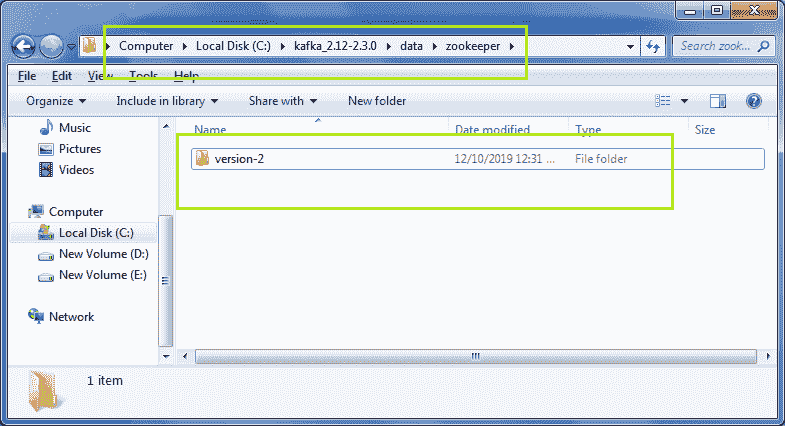 Computer Local Disk (C:) kafka_2.12-2.3.0 data zookeeper Search zook...
File Edit View Tools Help
Organize Include in library Share with New folder
Name Date modified Type Size
version-2 12/10/2019 12:31 ... File folder
Music
Pictures
Videos
Computer
Local Disk (C:)
New Volume (D:)
New Volume (E:)
Network
1 item